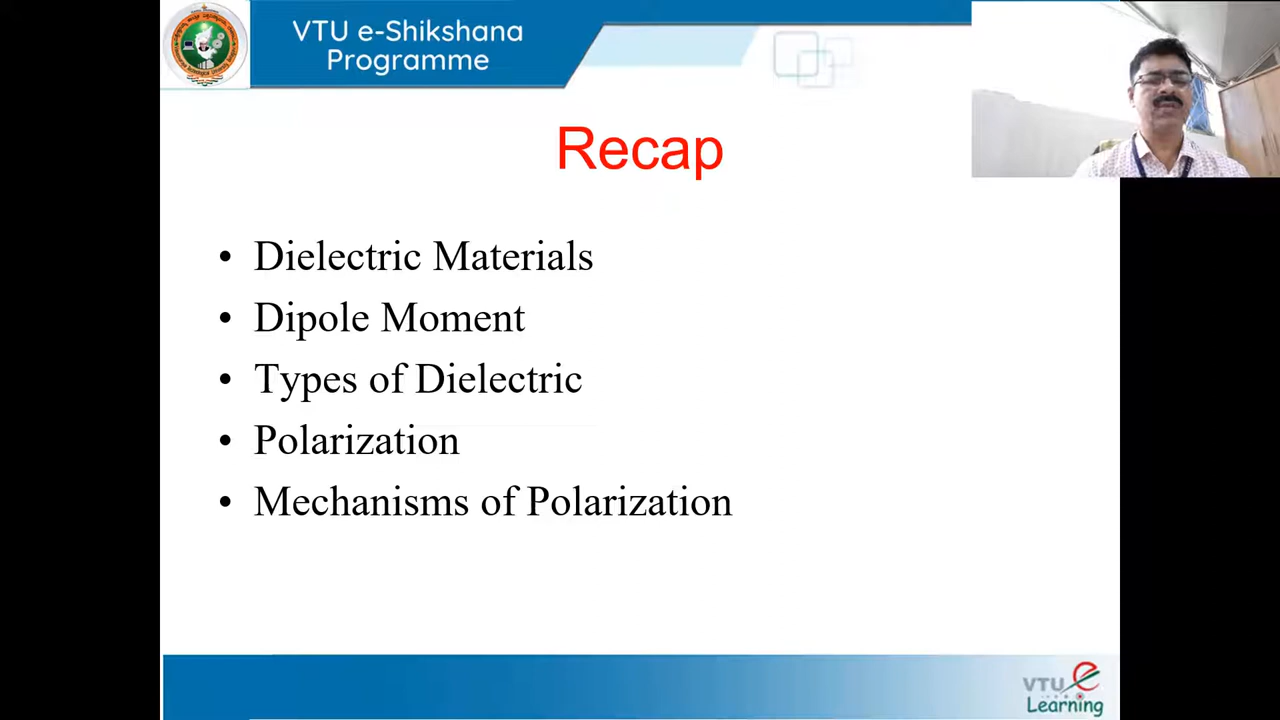 VTU e-Shikshana
Programme
Recap
• Dielectric Materials
• Dipole Moment
• Types of Dielectric
• Polarization
• Mechanisms of Polarization
VTU e
Learning